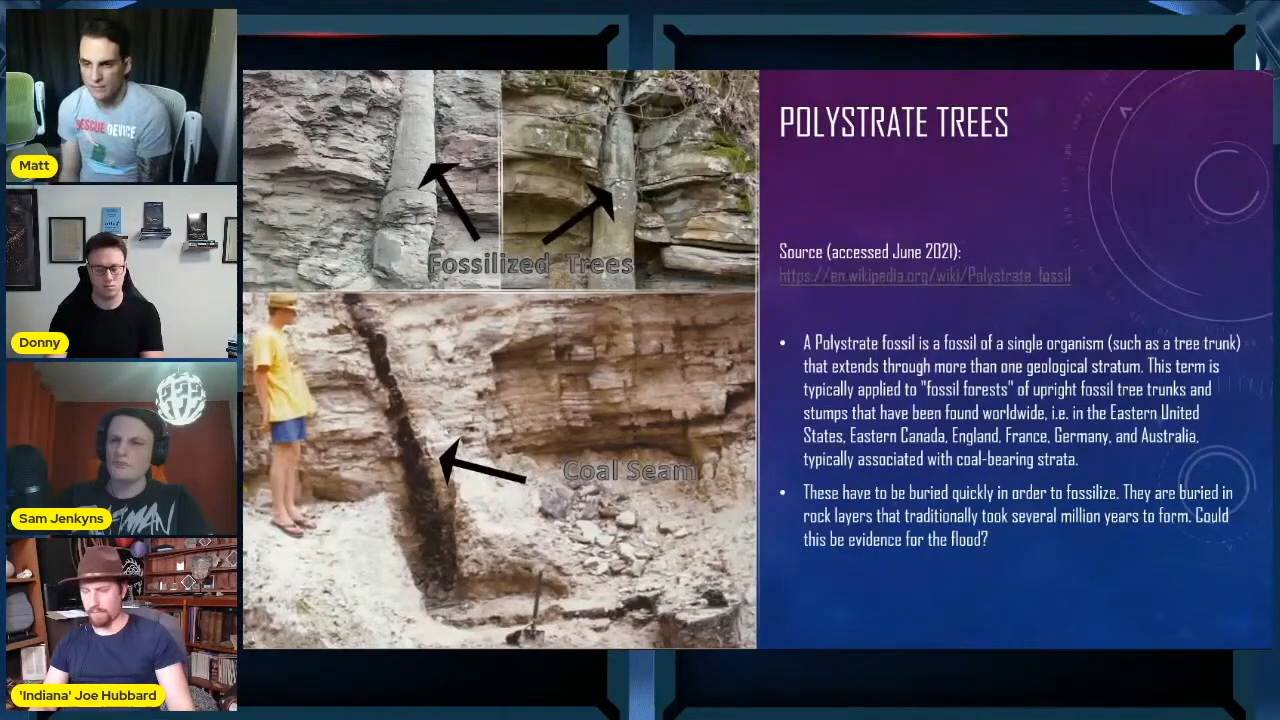 RESCUE DEVICE
Matt
Donny
Sam Jenkyns
'Indiana' Joe Hubbard
Fossilized Trees
Coal Seam
POLYSTRATE TREES
Source (accessed June 2021):
https://en.wikipedia.org/wiki/Polystrate_fossil
• A Polystrate fossil is a fossil of a single organism (such as a tree trunk)
that extends through more than one geological stratum. This term is
typically applied to "fossil forests" of upright fossil tree trunks and
stumps that have been found worldwide, i.e. in the Eastern United
States, Eastern Canada, England, France, Germany, and Australia,
typically associated with coal-bearing strata.
• These have to be buried quickly in order to fossilize. They are buried in
rock layers that traditionally took several million years to form. Could
this be evidence for the flood?